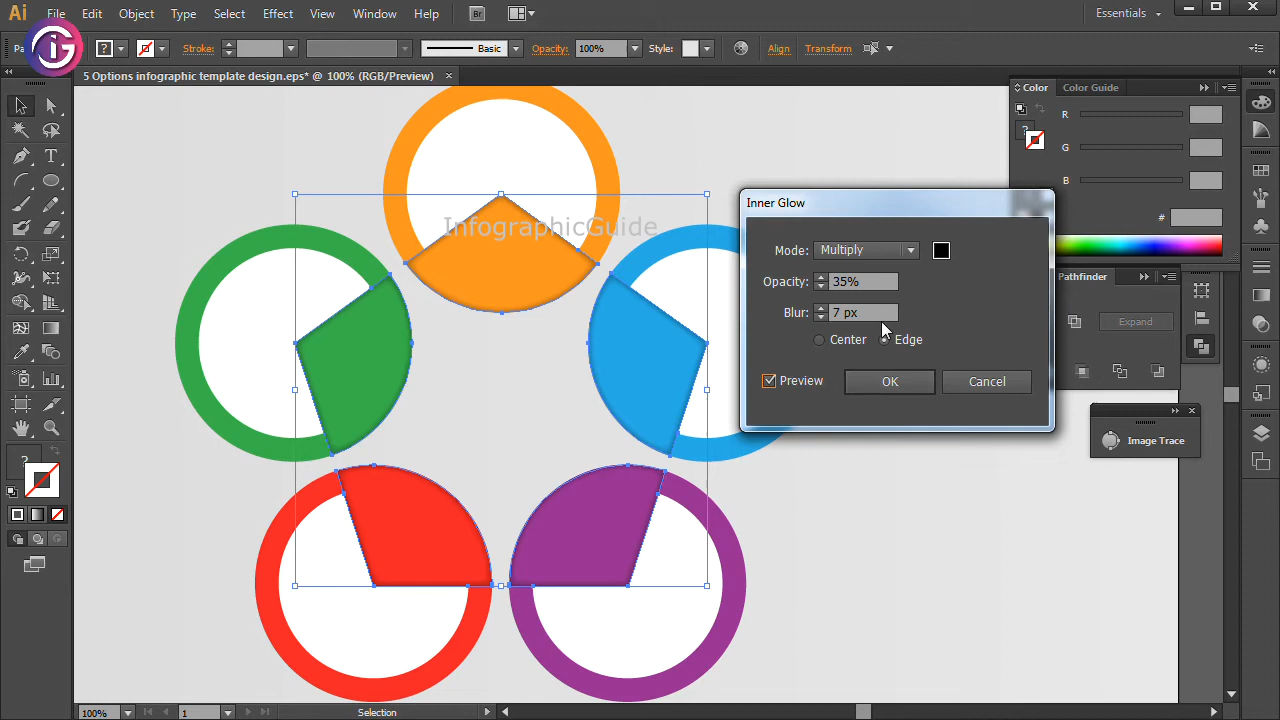 Ai File Edit Object Type Select Effect View Window Help Br Essentials
Stroke: Basic Opacity: 100% Style: Align Transform
5 Options infographic template design.eps* @ 100% (RGB/Preview)
Color Color Guide
R
G
B
#
Inner Glow
Mode: Multiply
Opacity: 35%
Blur: 7 px
Center Edge
Preview OK Cancel
InfographicGuide
Pathfinder
Expand
Image Trace
100% 1 Selection